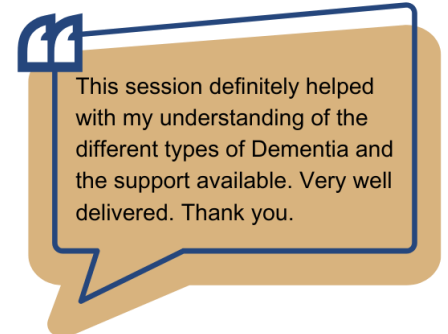 This session definitely helped
with my understanding of the
different types of Dementia and
the support available. Very well
delivered. Thank you.